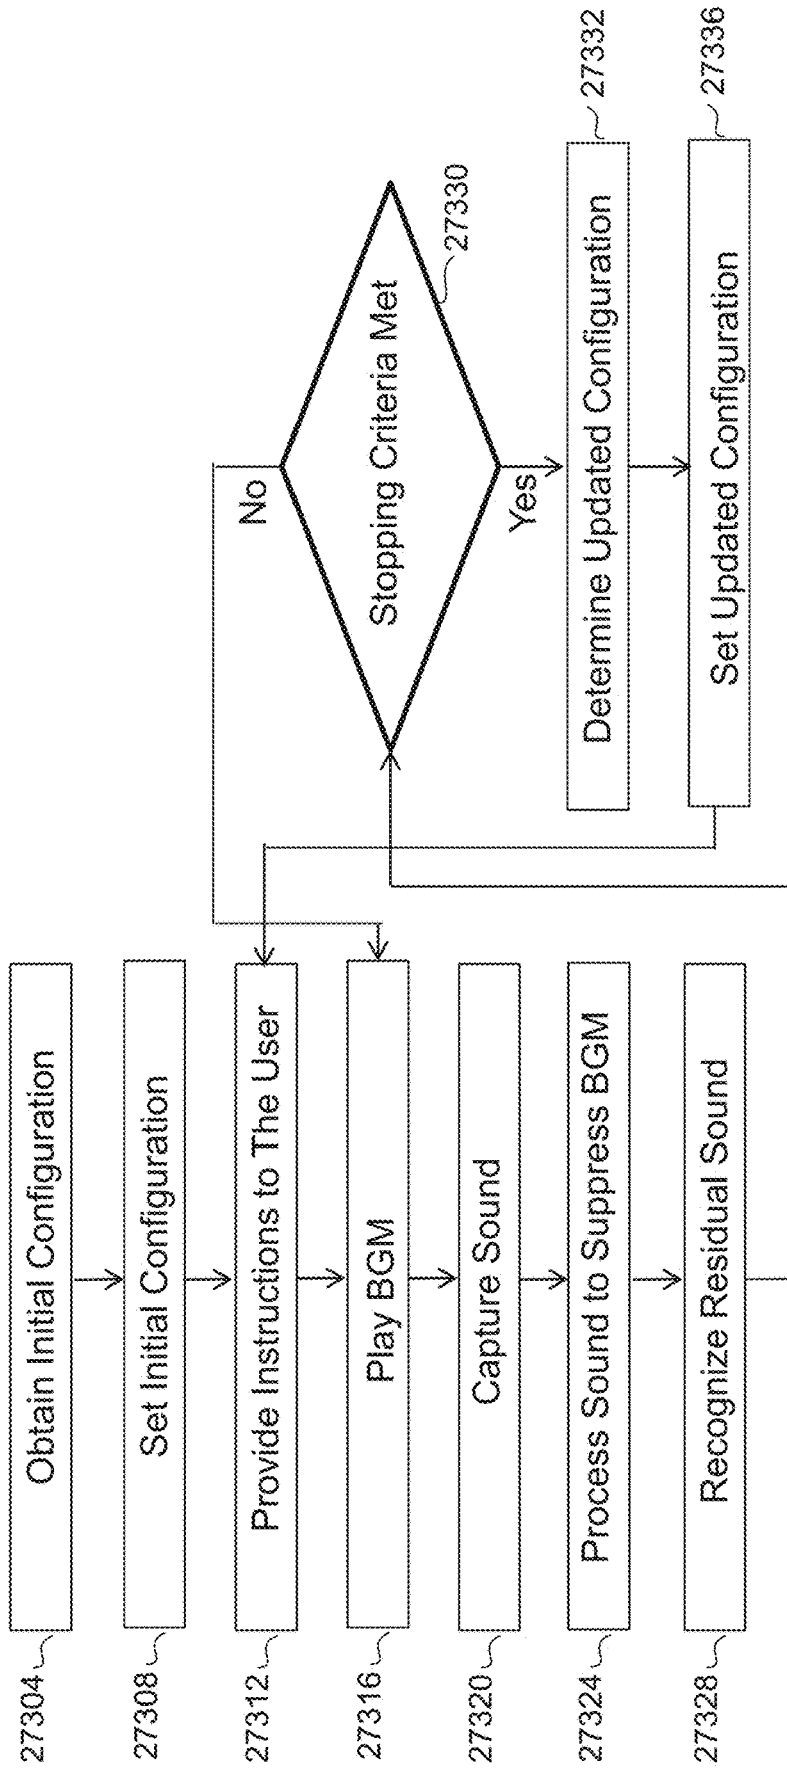 27304
Obtain Initial Configuration
27308
Set Initial Configuration
27312
Provide Instructions to The User
27316
Play BGM
27320
Capture Sound
27324
Process Sound to Suppress BGM
27328
Recognize Residual Sound
No
Stopping Criteria Met
27330
Yes
Determine Updated Configuration
27332
Set Updated Configuration
27336